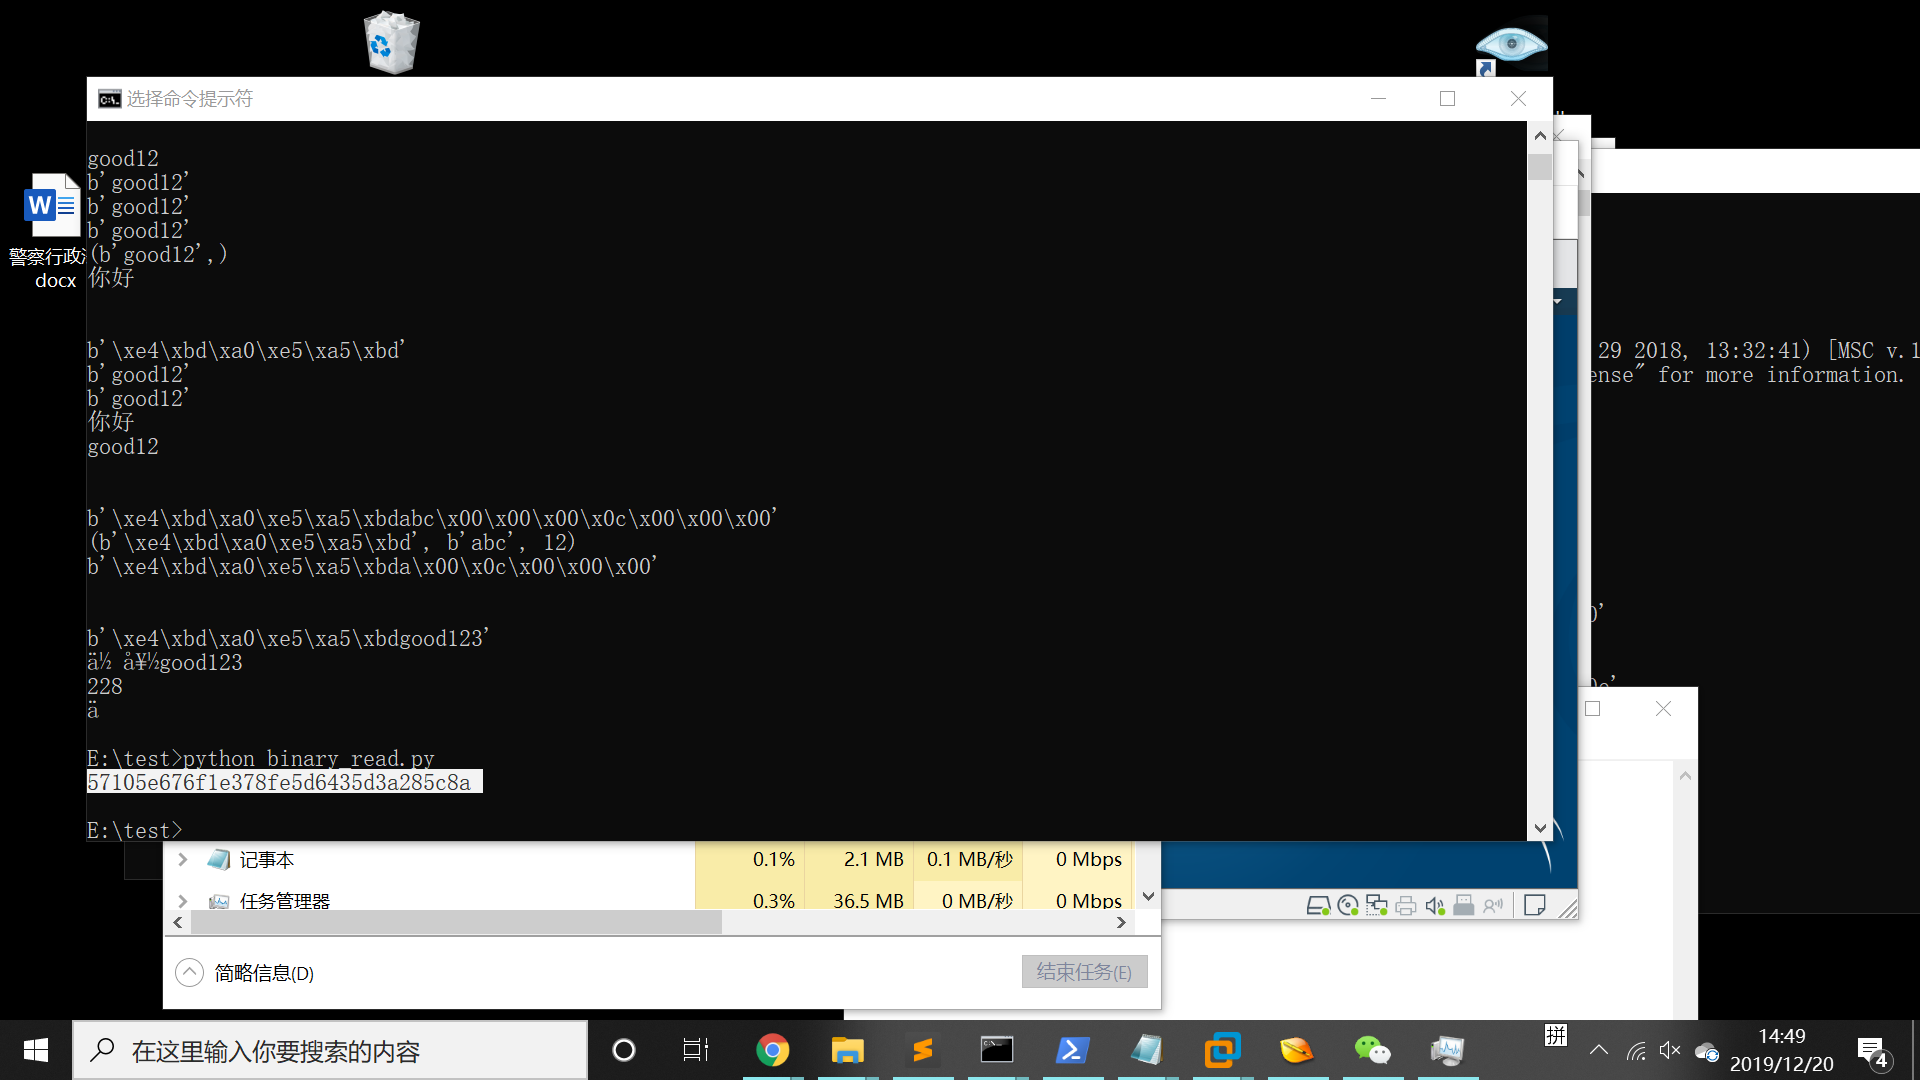 选择命令提示符
good12
b'good12'
b'good12'
b'good12'
(b'good12',)
你好
b'\xe4\xbd\xa0\xe5\xa5\xbd'
b'good12'
b'good12'
你好
good12
b'\xe4\xbd\xa0\xe5\xa5\xbdabc\x00\x00\x00\x0c\x00\x00\x00'
(b'\xe4\xbd\xa0\xe5\xa5\xbd', b'abc', 12)
b'\xe4\xbd\xa0\xe5\xa5\xbda\x00\x0c\x00\x00\x00'
b'\xe4\xbd\xa0\xe5\xa5\xbdgood123'
ä½ å¥½good123
228
ä
E:\test>python binary_read.py
57105e676f1e378fe5d6435d3a285c8a
E:\test>
警察行政
docx
29 2018, 13:32:41) [MSC v.1
ense" for more information.
记事本 0.1% 2.1 MB 0.1 MB/秒 0 Mbps
任务管理器 0.3% 36.5 MB 0 MB/秒 0 Mbps
简略信息(D)
结束任务(E)
在这里输入你要搜索的内容
拼
14:49
2019/12/20
4